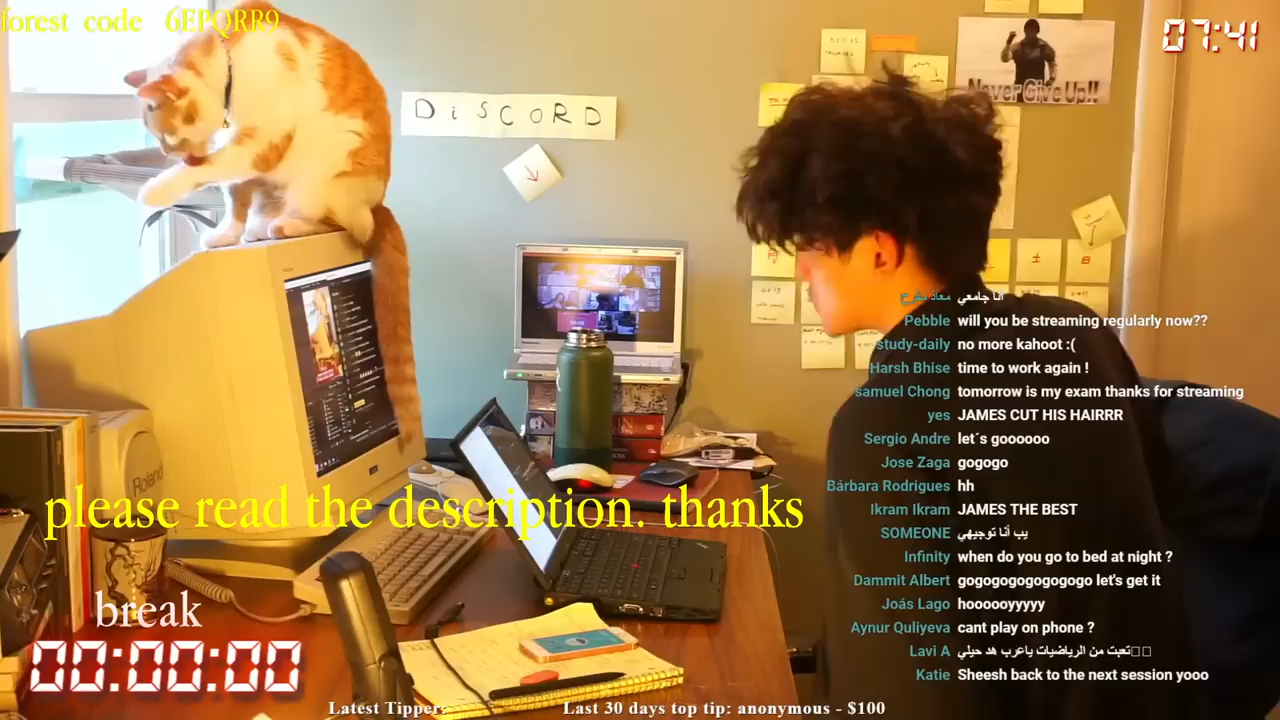 forest code 6EPQRR9
07:41
DiSCORD
Never Give Up!!
Roland
معاذ مفرح انا جامعي
Pebble will you be streaming regularly now??
study-daily no more kahoot :(
Harsh Bhise time to work again !
samuel Chong tomorrow is my exam thanks for streaming
yes JAMES CUT HIS HAIRRR
Sergio Andre let´s goooooo
Jose Zaga gogogo
Bárbara Rodrigues hh
Ikram Ikram JAMES THE BEST
SOMEONE يب أنا توجيهي
Infinity when do you go to bed at night ?
Dammit Albert gogogogogogogogo let's get it
Joás Lago hoooooyyyyy
Aynur Quliyeva cant play on phone ?
Lavi A تعبت من الرياضيات ياعرب هد حيلي
Katie Sheesh back to the next session yooo
please read the description. thanks
break
00:00:00
Latest Tipper:
Last 30 days top tip: anonymous - $100